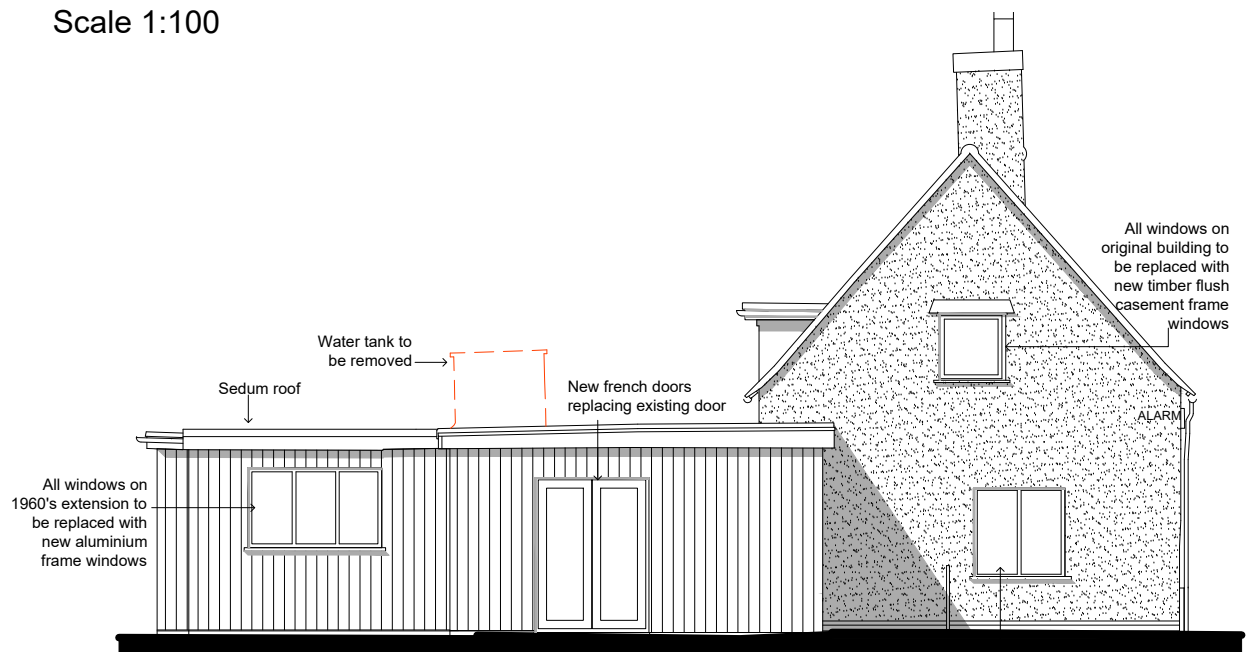 Scale 1:100
All windows on
original building to
be replaced with
new timber flush
casement frame
windows
Water tank to
be removed
Sedum roof
New french doors
replacing existing door
ALARM
All windows on
1960's extension to
be replaced with
new aluminium
frame windows